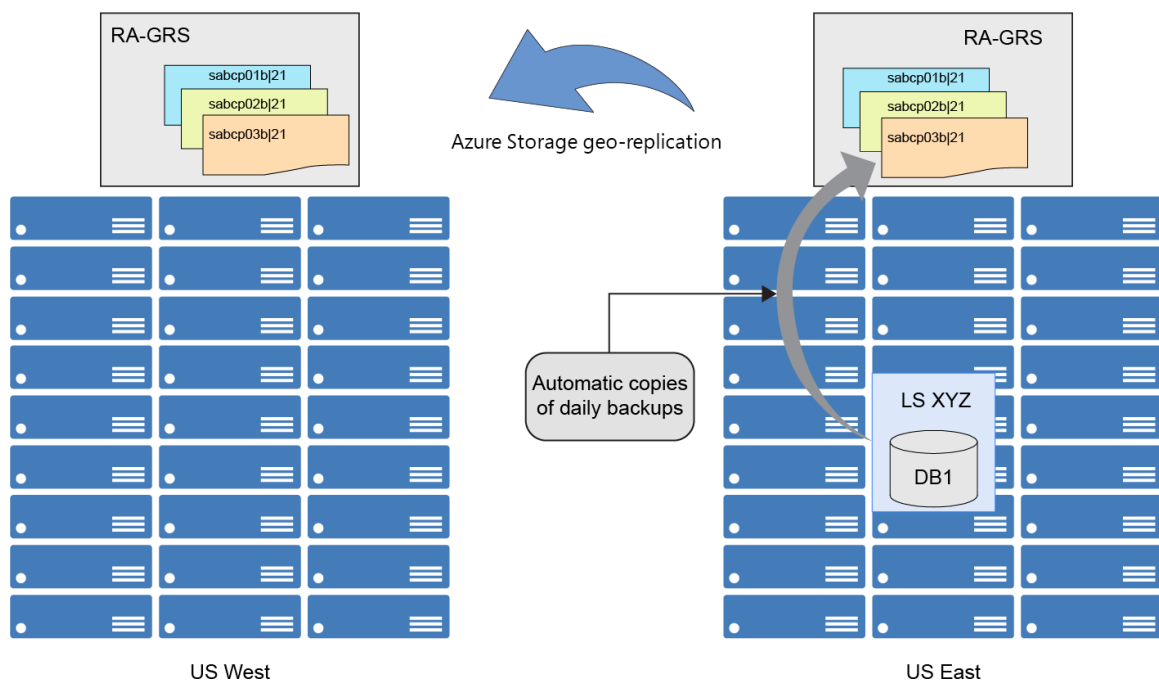 RA-GRS
sabcp01b|21
sabcp02b|21
sabcp03b|21
Azure Storage geo-replication
RA-GRS
sabcp01b|21
sabcp02b|21
sabcp03b|21
Automatic copies
of daily backups
LS XYZ
DB1
US West
US East